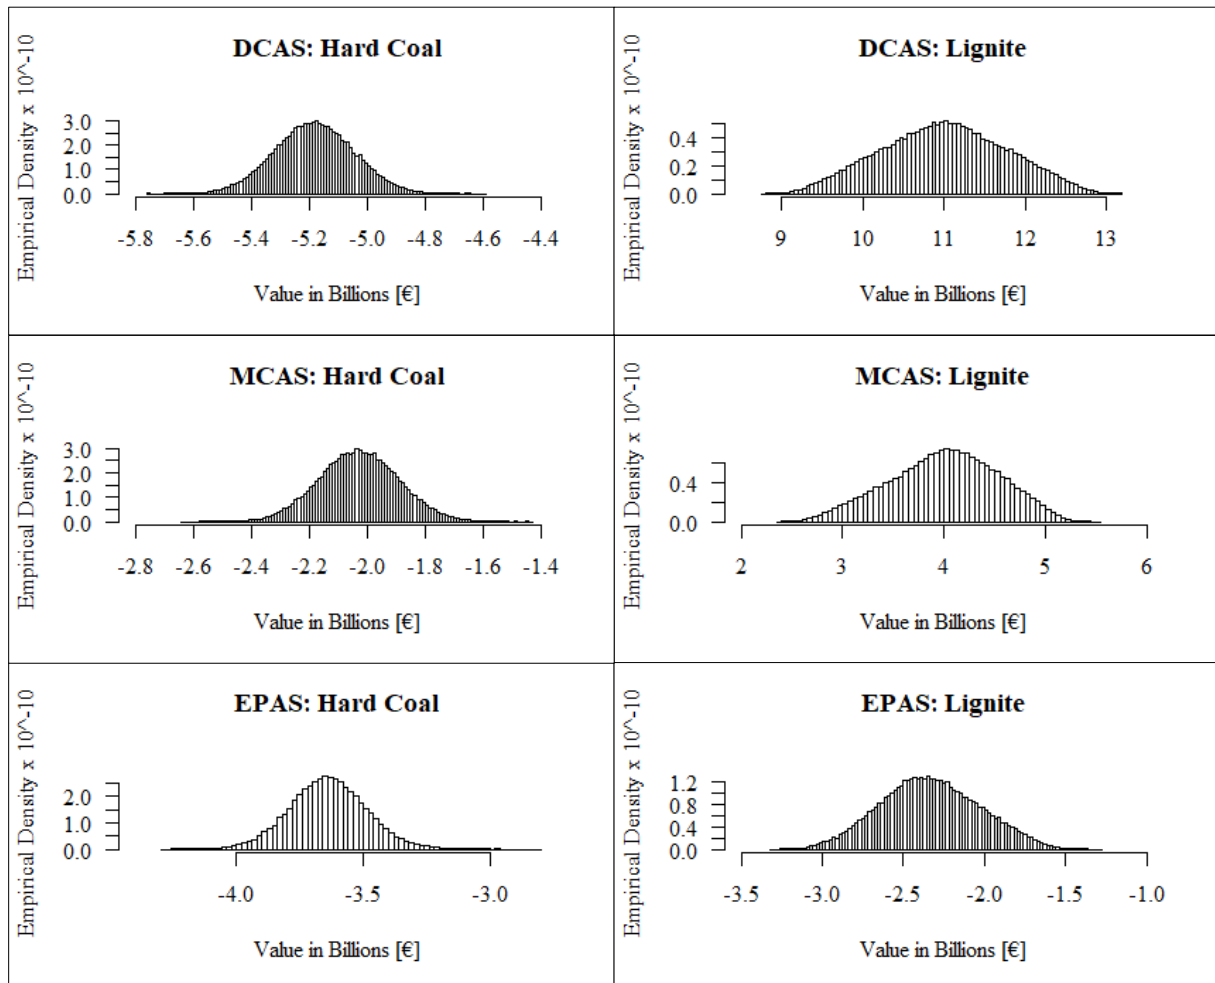 DCAS: Hard Coal
Empirical Density x 10^-10
3.0
2.0
1.0
0.0
-5.8 -5.6 -5.4 -5.2 -5.0 -4.8 -4.6 -4.4
Value in Billions [€]
DCAS: Lignite
Empirical Density x 10^-10
0.4
0.2
0.0
9 10 11 12 13
Value in Billions [€]
MCAS: Hard Coal
Empirical Density x 10^-10
3.0
2.0
1.0
0.0
-2.8 -2.6 -2.4 -2.2 -2.0 -1.8 -1.6 -1.4
Value in Billions [€]
MCAS: Lignite
Empirical Density x 10^-10
0.4
0.0
2 3 4 5 6
Value in Billions [€]
EPAS: Hard Coal
Empirical Density x 10^-10
2.0
1.0
0.0
-4.0 -3.5 -3.0
Value in Billions [€]
EPAS: Lignite
Empirical Density x 10^-10
1.2
0.8
0.4
0.0
-3.5 -3.0 -2.5 -2.0 -1.5 -1.0
Value in Billions [€]